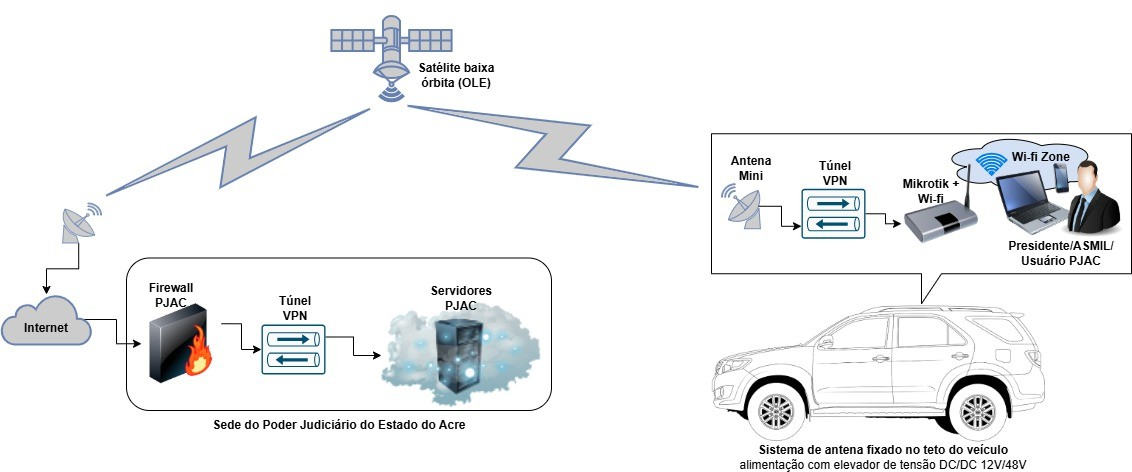 Satélite baixa
órbita (OLE)
Antena
Mini
Túnel
VPN
Mikrotik +
Wi-fi
Wi-fi Zone
Presidente/ASMIL/
Usuário PJAC
Internet
Firewall
PJAC
Túnel
VPN
Servidores
PJAC
Sede do Poder Judiciário do Estado do Acre
Sistema de antena fixado no teto do veículo
alimentação com elevador de tensão DC/DC 12V/48V